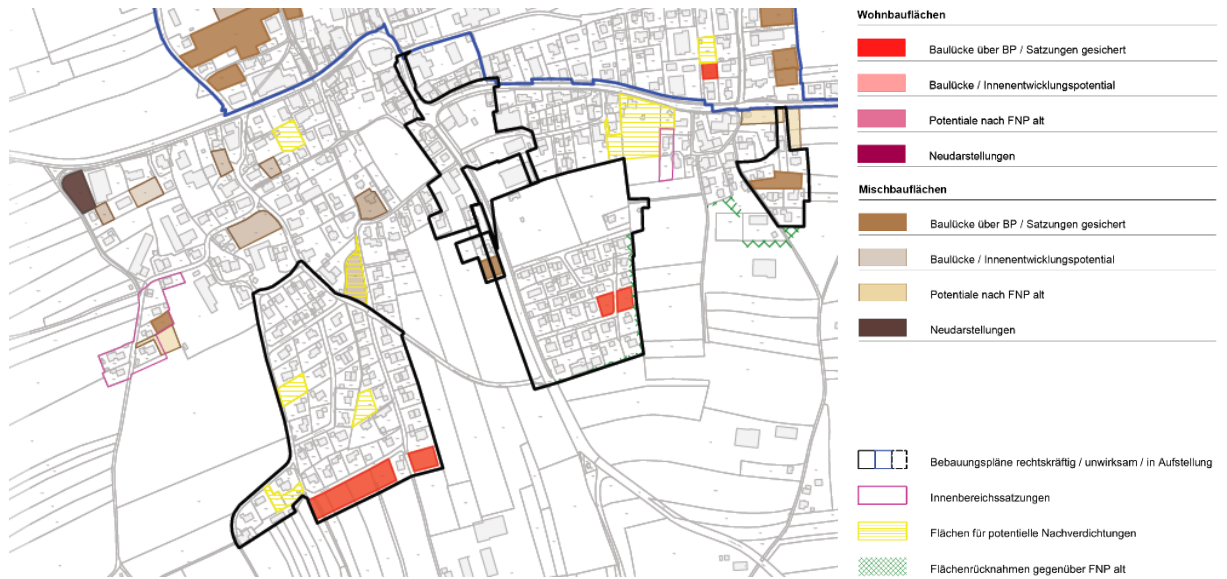 Wohnbauflächen
Baulücke über BP / Satzungen gesichert
Baulücke / Innenentwicklungspotential
Potentiale nach FNP alt
Neudarstellungen
Mischbauflächen
Baulücke über BP / Satzungen gesichert
Baulücke / Innenentwicklungspotential
Potentiale nach FNP alt
Neudarstellungen
Bebauungspläne rechtskräftig / unwirksam / in Aufstellung
Innenbereichssatzungen
Flächen für potentielle Nachverdichtungen
Flächenrücknahmen gegenüber FNP alt